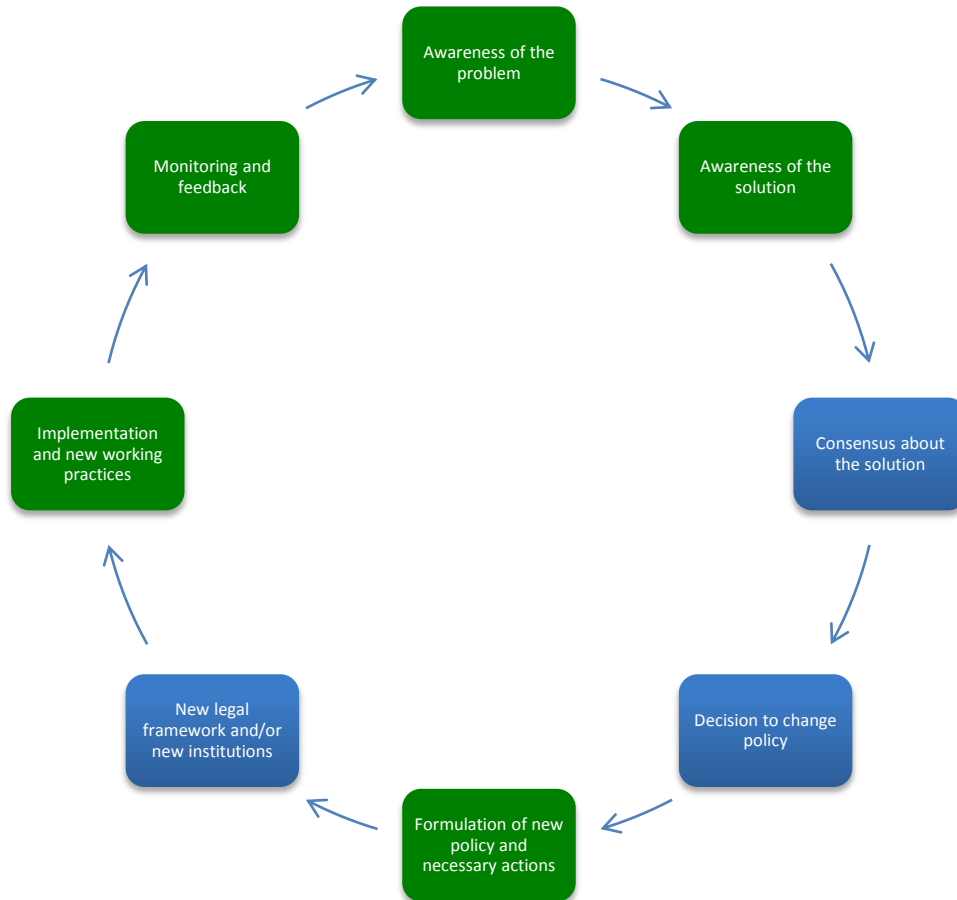 Awareness of the
problem
Awareness of the
solution
Consensus about
the solution
Decision to change
policy
Formulation of new
policy and
necessary actions
New legal
framework and/or
new institutions
Implementation
and new working
practices
Monitoring and
feedback